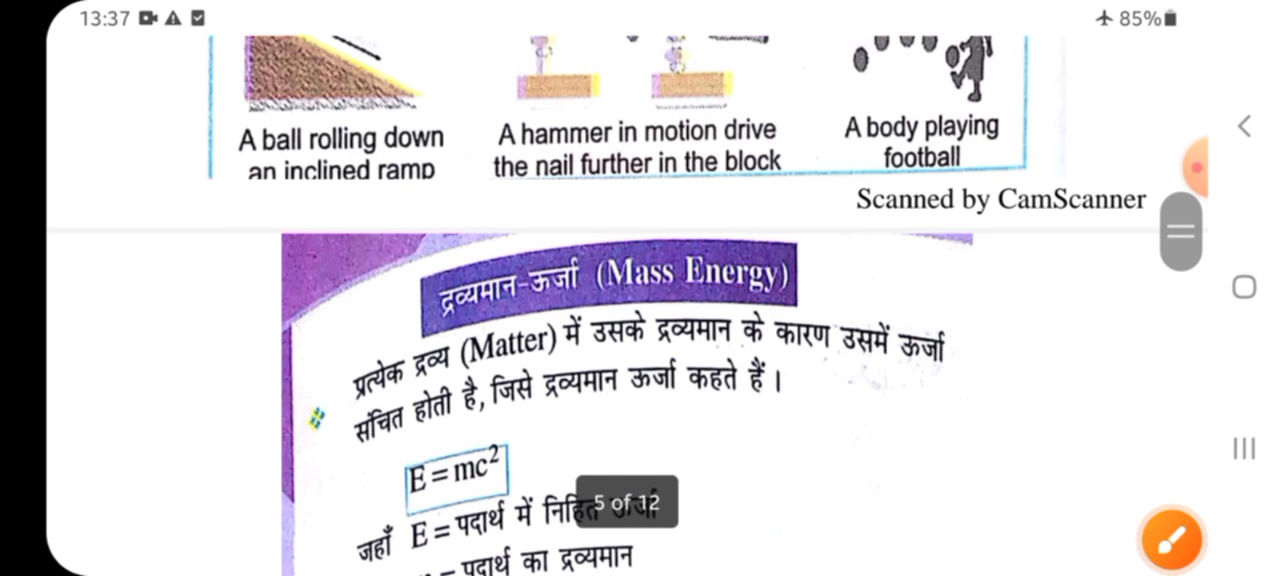 13:37
85%
A ball rolling down
an inclined ramp
A hammer in motion drive
the nail further in the block
A body playing
football
Scanned by CamScanner
द्रव्यमान-ऊर्जा (Mass Energy)
प्रत्येक द्रव्य (Matter) में उसके द्रव्यमान के कारण उसमें ऊर्जा
संचित होती है, जिसे द्रव्यमान ऊर्जा कहते हैं।
E = mc²
5 of 12
जहाँ E = पदार्थ में निहित ऊर्जा
= पदार्थ का द्रव्यमान